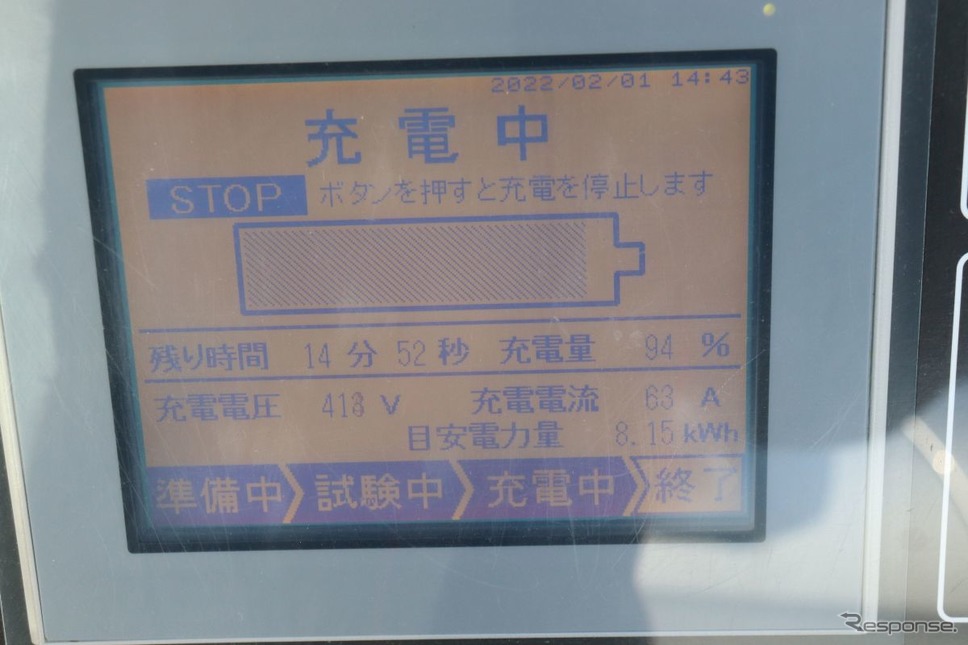 2022/02/01 14:43
充電中
STOP ボタンを押すと充電を停止します
残り時間 14 分 52 秒 充電量 94 %
充電電圧 413 V 充電電流 63 A
目安電力量 8.15 kWh
準備中 試験中 充電中 終了
Response.